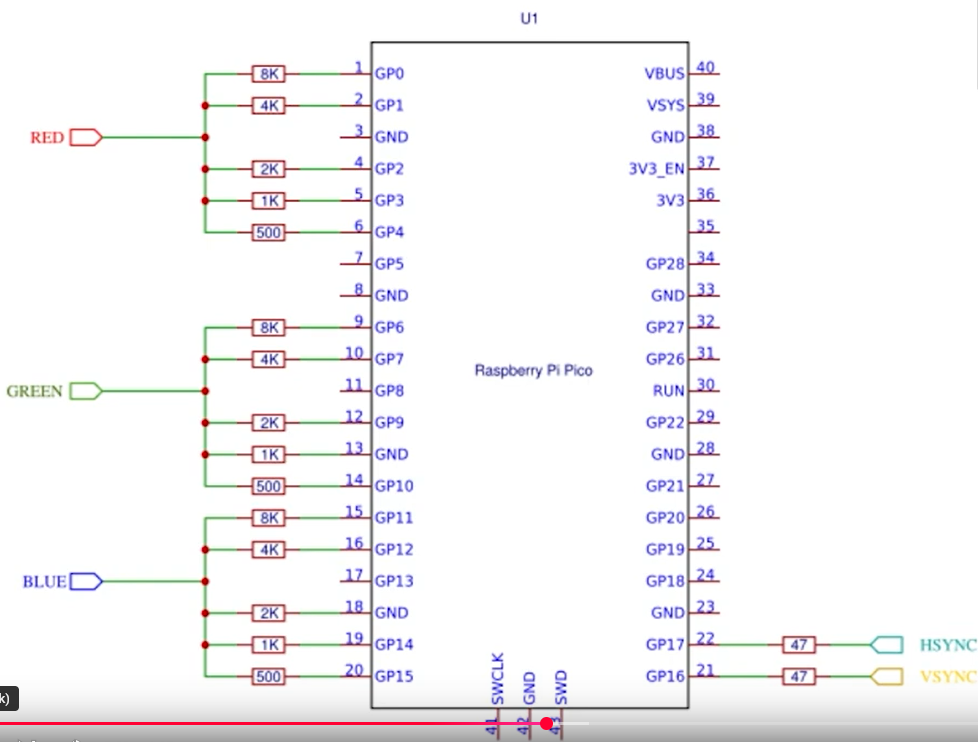 U1
8K 1 GP0 VBUS 40
4K 2 GP1 VSYS 39
RED 3 GND GND 38
2K 4 GP2 3V3_EN 37
1K 5 GP3 3V3 36
500 6 GP4 35
7 GP5 GP28 34
8 GND GND 33
8K 9 GP6 GP27 32
4K 10 GP7 GP26 31
Raspberry Pi Pico
GREEN 11 GP8 RUN 30
2K 12 GP9 GP22 29
1K 13 GND GND 28
500 14 GP10 GP21 27
8K 15 GP11 GP20 26
4K 16 GP12 GP19 25
BLUE 17 GP13 GP18 24
2K 18 GND GND 23
1K 19 GP14 GP17 22 47 HSYNC
500 20 GP15 GP16 21 47 VSYNC
SWCLK GND SWD
41 42 43
k)